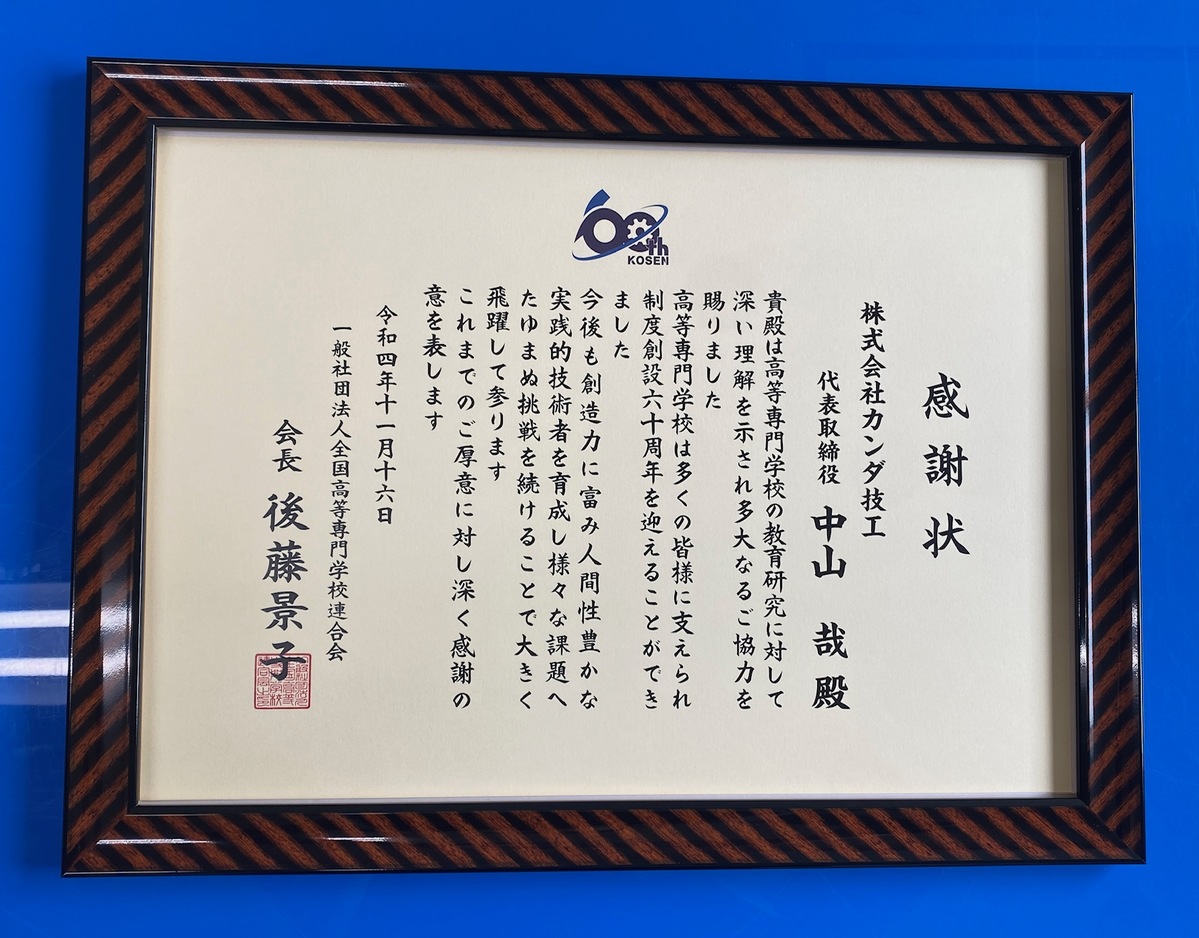 60th
KOSEN
感謝状
株式会社カンダ技工
代表取締役 中山 哉殿
貴殿は高等専門学校の教育研究に対して
深い理解を示され多大なるご協力を
賜りました
高等専門学校は多くの皆様に支えられ
制度創設六十周年を迎えることができ
ました
今後も創造力に富み人間性豊かな
実践的技術者を育成し様々な課題へ
たゆまぬ挑戦を続けることで大きく
飛躍して参ります
これまでのご厚意に対し深く感謝の
意を表します
令和四年十一月十六日
一般社団法人全国高等専門学校連合会
会長 後藤景子